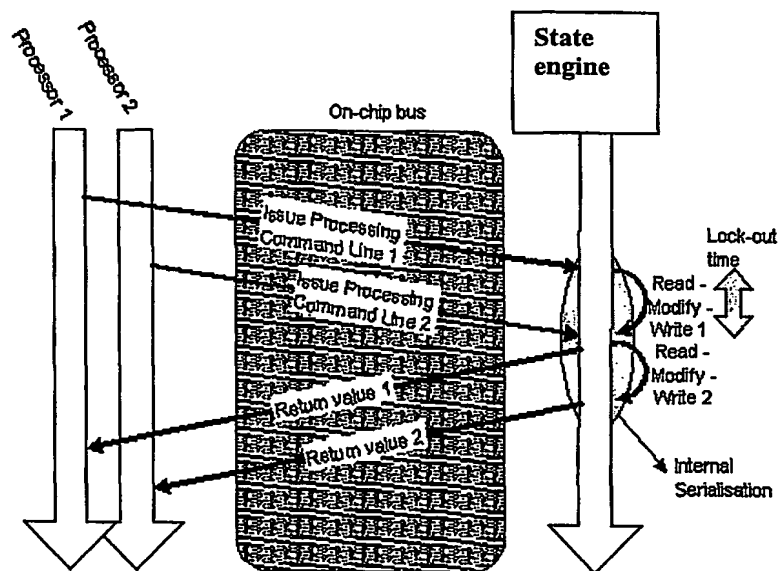 Processor 1
Processor 2
On-chip bus
State
engine
Issue Processing
Command Line 1
Issue Processing
Command Line 2
Lock-out
time
Read -
Modify -
Write 1
Read -
Modify -
Write 2
Return value 1
Return value 2
Internal
Serialisation